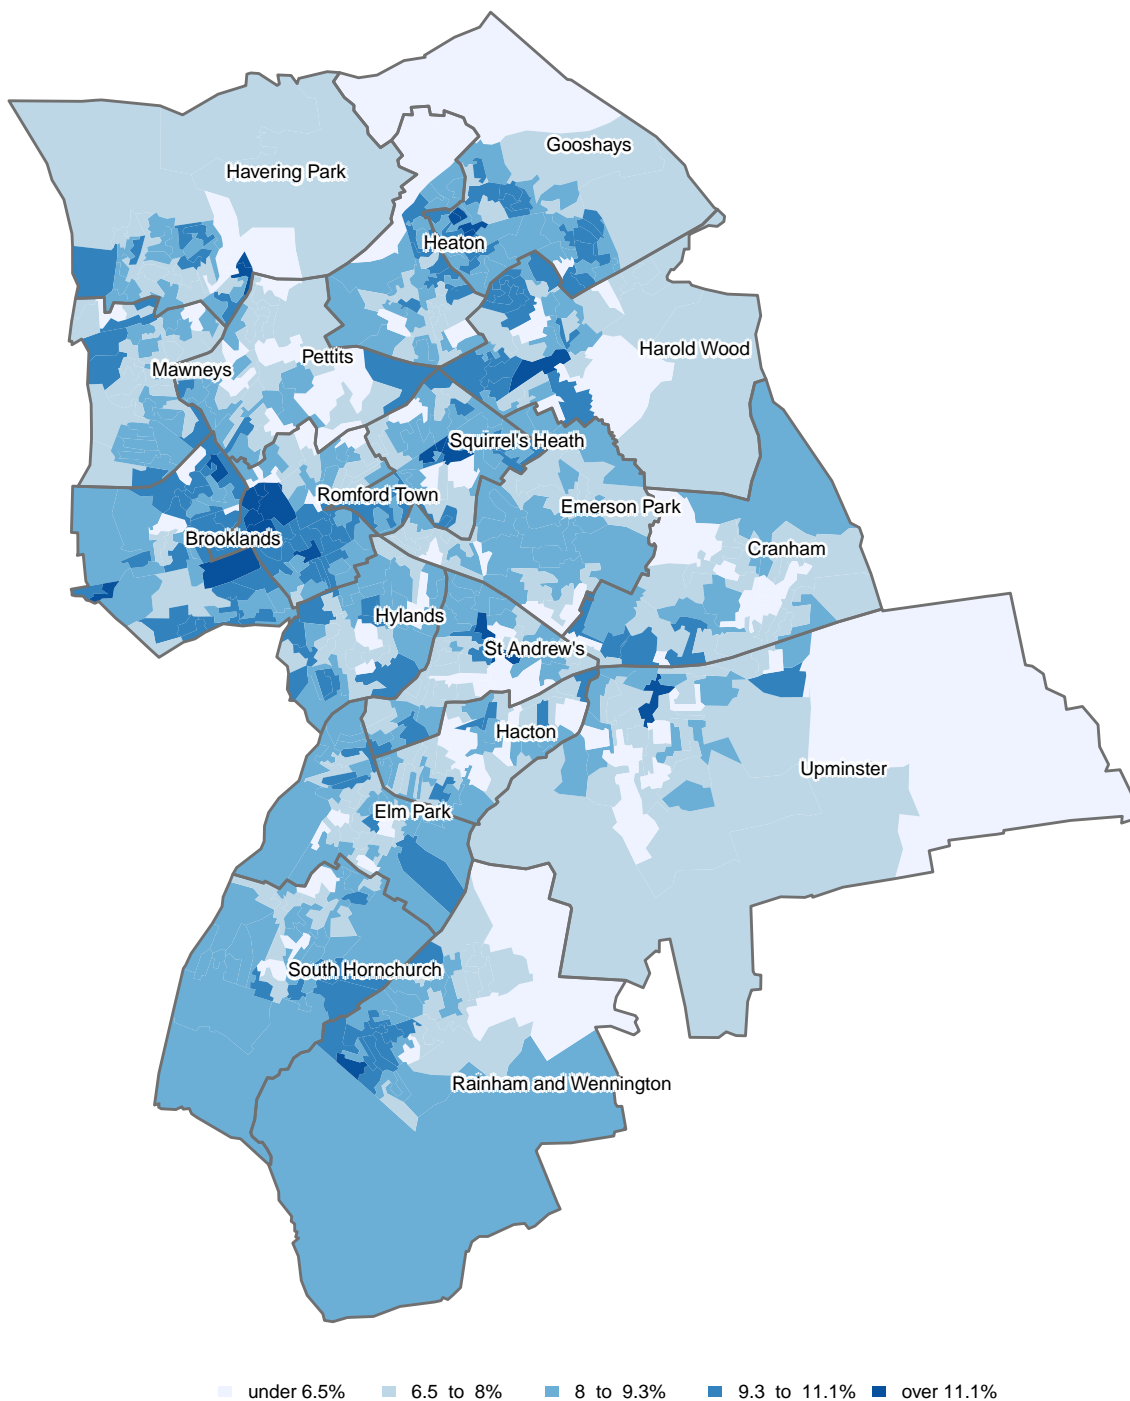 Gooshays
Havering Park
Heaton
Harold Wood
Pettits
Mawneys
Squirrel's Heath
Romford Town
Emerson Park
Brooklands
Cranham
Hylands
St Andrew's
Hacton
Upminster
Elm Park
South Hornchurch
Rainham and Wennington
under 6.5% 6.5 to 8% 8 to 9.3% 9.3 to 11.1% over 11.1%